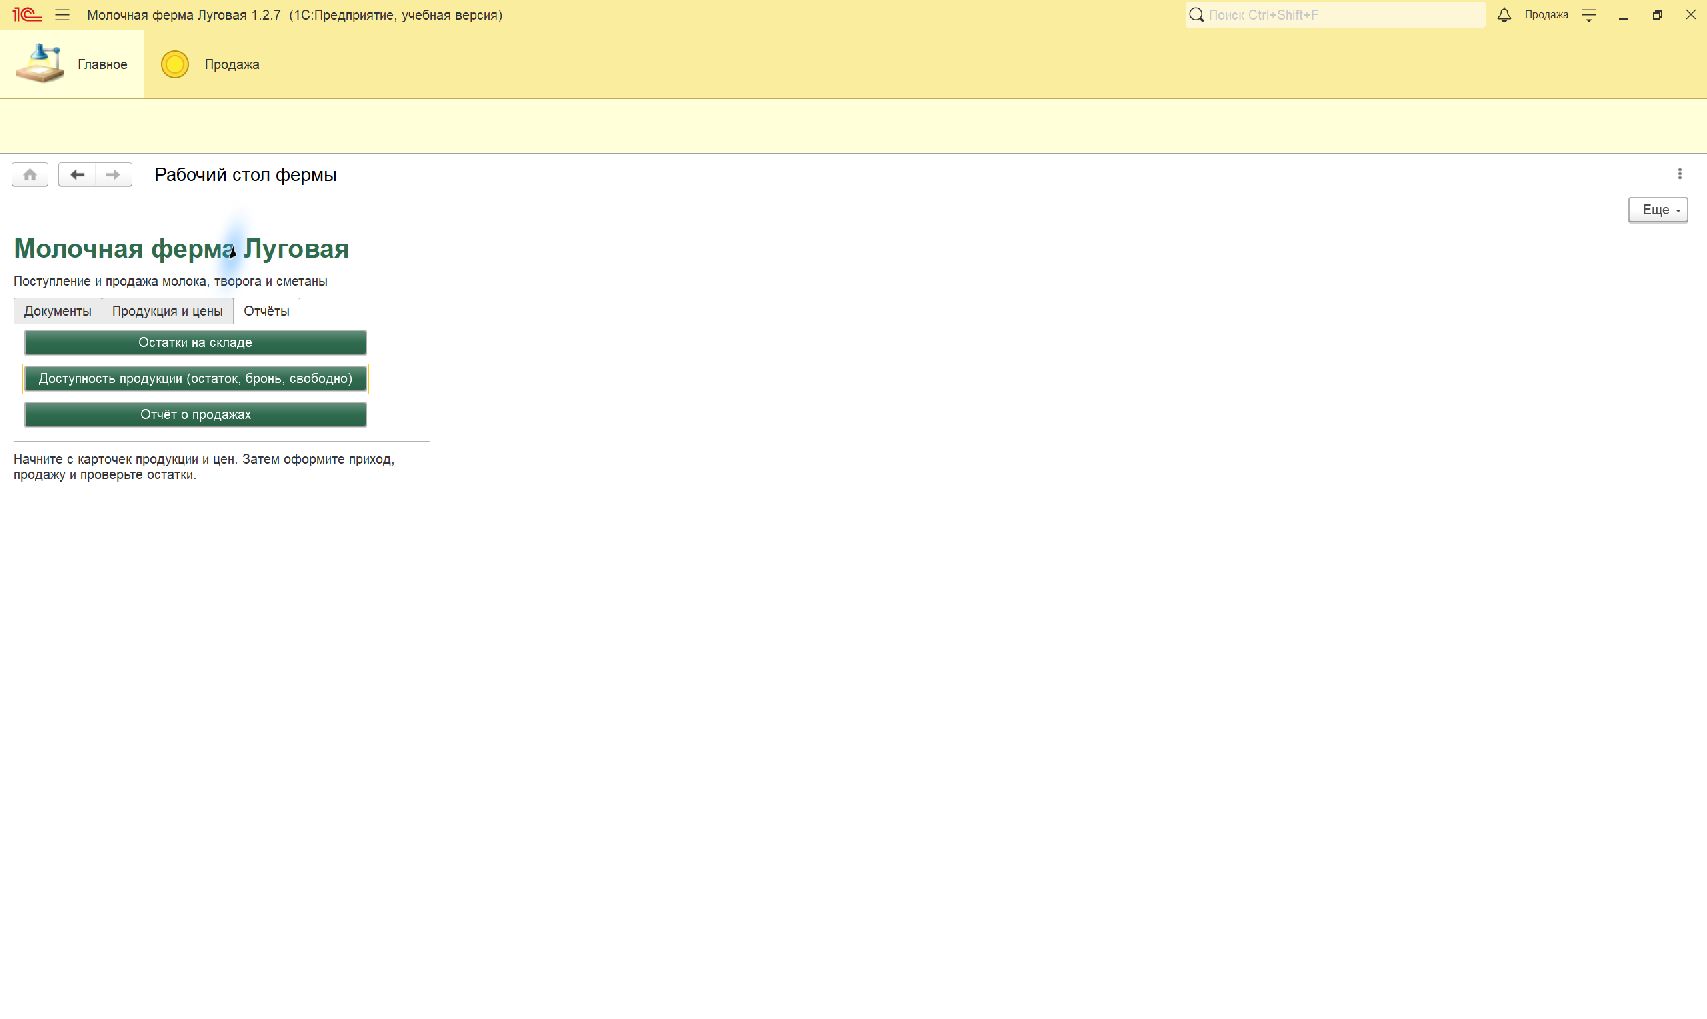 1С Молочная ферма Луговая 1.2.7 (1С:Предприятие, учебная версия) Поиск Ctrl+Shift+F Продажа
Главное Продажа
Рабочий стол фермы
Еще
Молочная ферма Луговая
Поступление и продажа молока, творога и сметаны
Документы Продукция и цены Отчёты
Остатки на складе
Доступность продукции (остаток, бронь, свободно)
Отчёт о продажах
Начните с карточек продукции и цен. Затем оформите приход,
продажу и проверьте остатки.